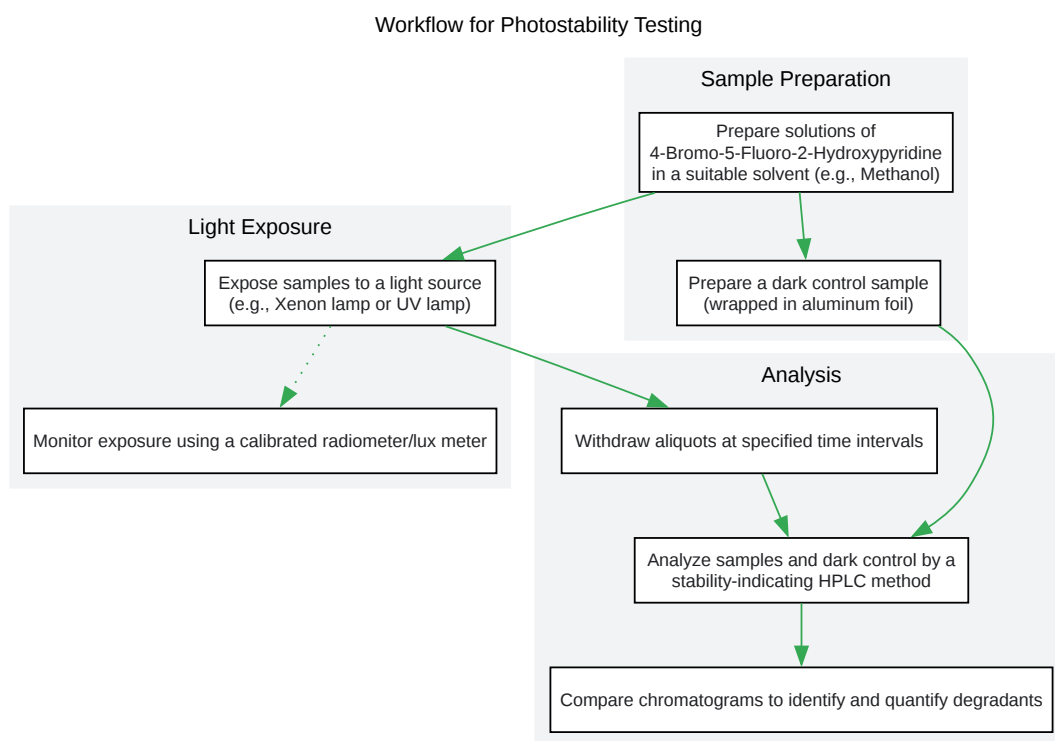 Workflow for Photostability Testing
Sample Preparation
Prepare solutions of
4-Bromo-5-Fluoro-2-Hydroxypyridine
in a suitable solvent (e.g., Methanol)
Light Exposure
Expose samples to a light source
(e.g., Xenon lamp or UV lamp)
Prepare a dark control sample
(wrapped in aluminum foil)
Analysis
Monitor exposure using a calibrated radiometer/lux meter
Withdraw aliquots at specified time intervals
Analyze samples and dark control by a
stability-indicating HPLC method
Compare chromatograms to identify and quantify degradants